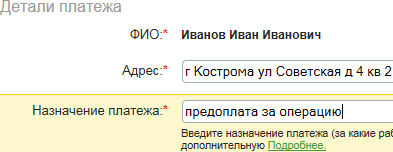 Детали платежа
ФИО:* Иванов Иван Иванович
Адрес:* г Кострома ул Советская д 4 кв 2
Назначение платежа:* предоплата за операцию
Введите назначение платежа (за какие раб
дополнительную Подробнее.